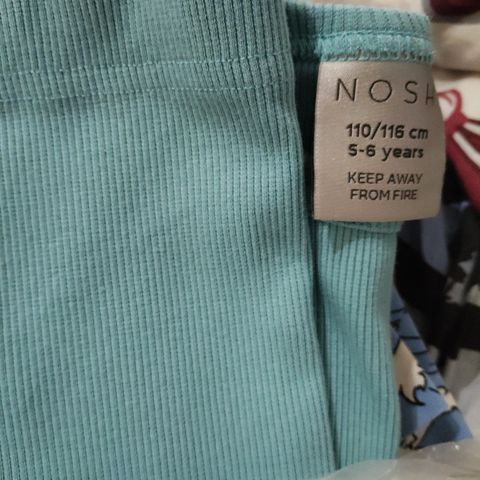 NOSH
110/116 cm
5-6 years
KEEP AWAY
FROM FIRE